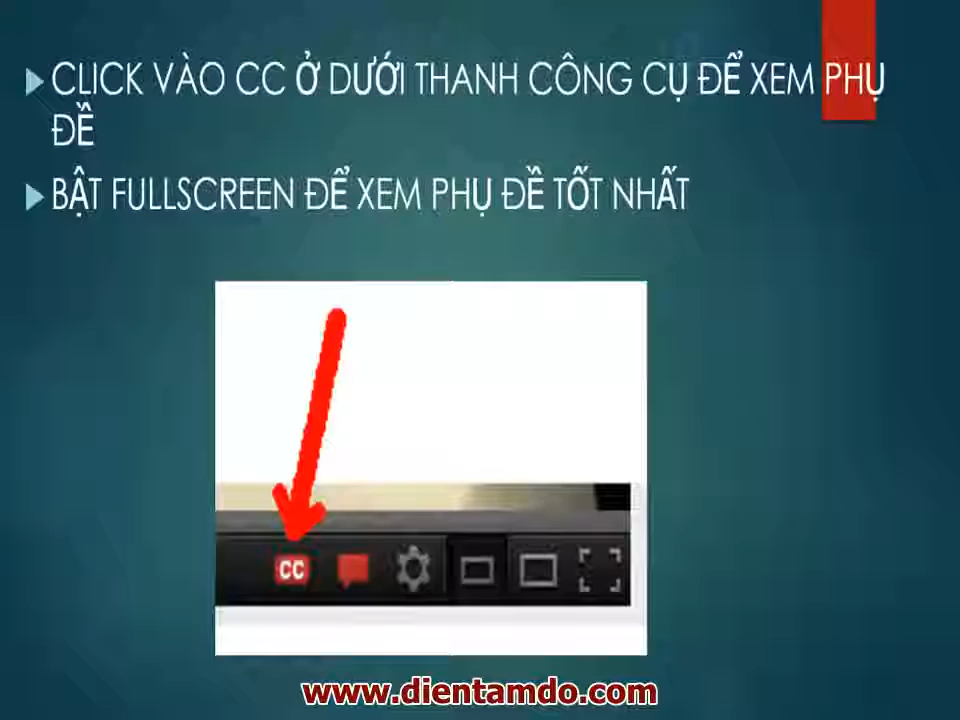 CLICK VÀO CC Ở DƯỚI THANH CÔNG CỤ ĐỂ XEM PHỤ
ĐỀ
BẬT FULLSCREEN ĐỂ XEM PHỤ ĐỀ TỐT NHẤT
CC
www.dientamdo.com